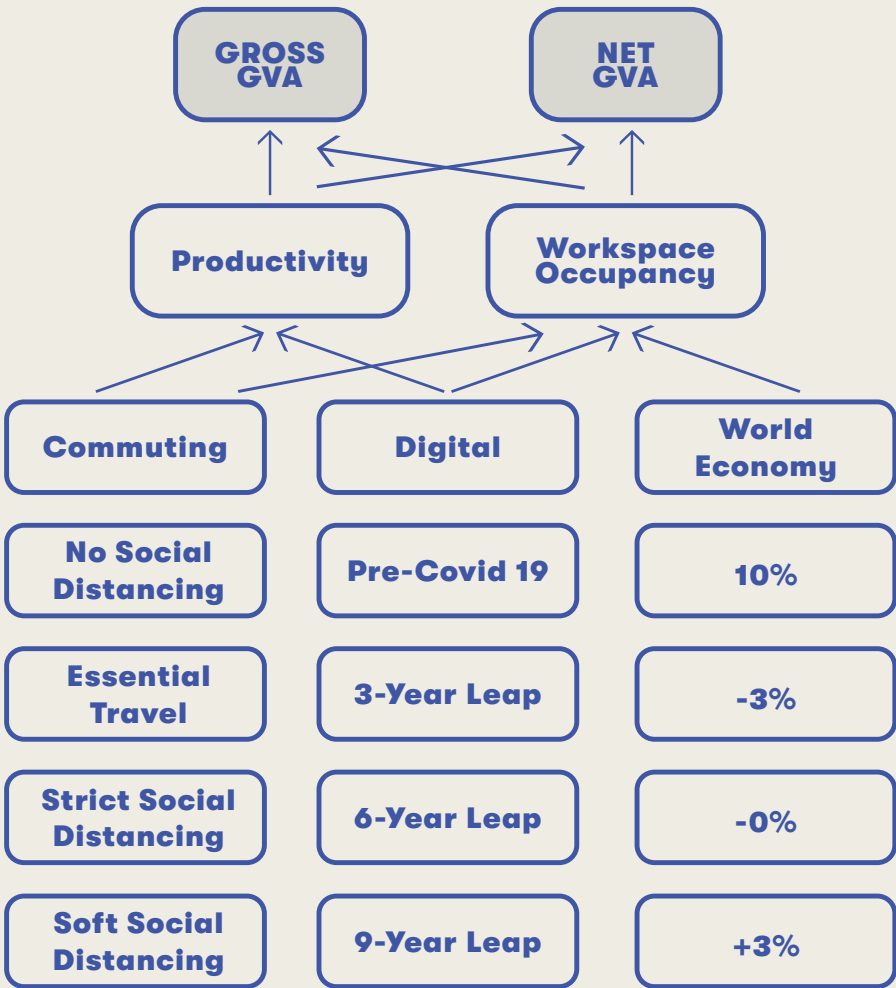 GROSS
GVA
NET
GVA
Productivity
Workspace
Occupancy
Commuting
Digital
World
Economy
No Social
Distancing
Pre-Covid 19
10%
Essential
Travel
3-Year Leap
-3%
Strict Social
Distancing
6-Year Leap
-0%
Soft Social
Distancing
9-Year Leap
+3%